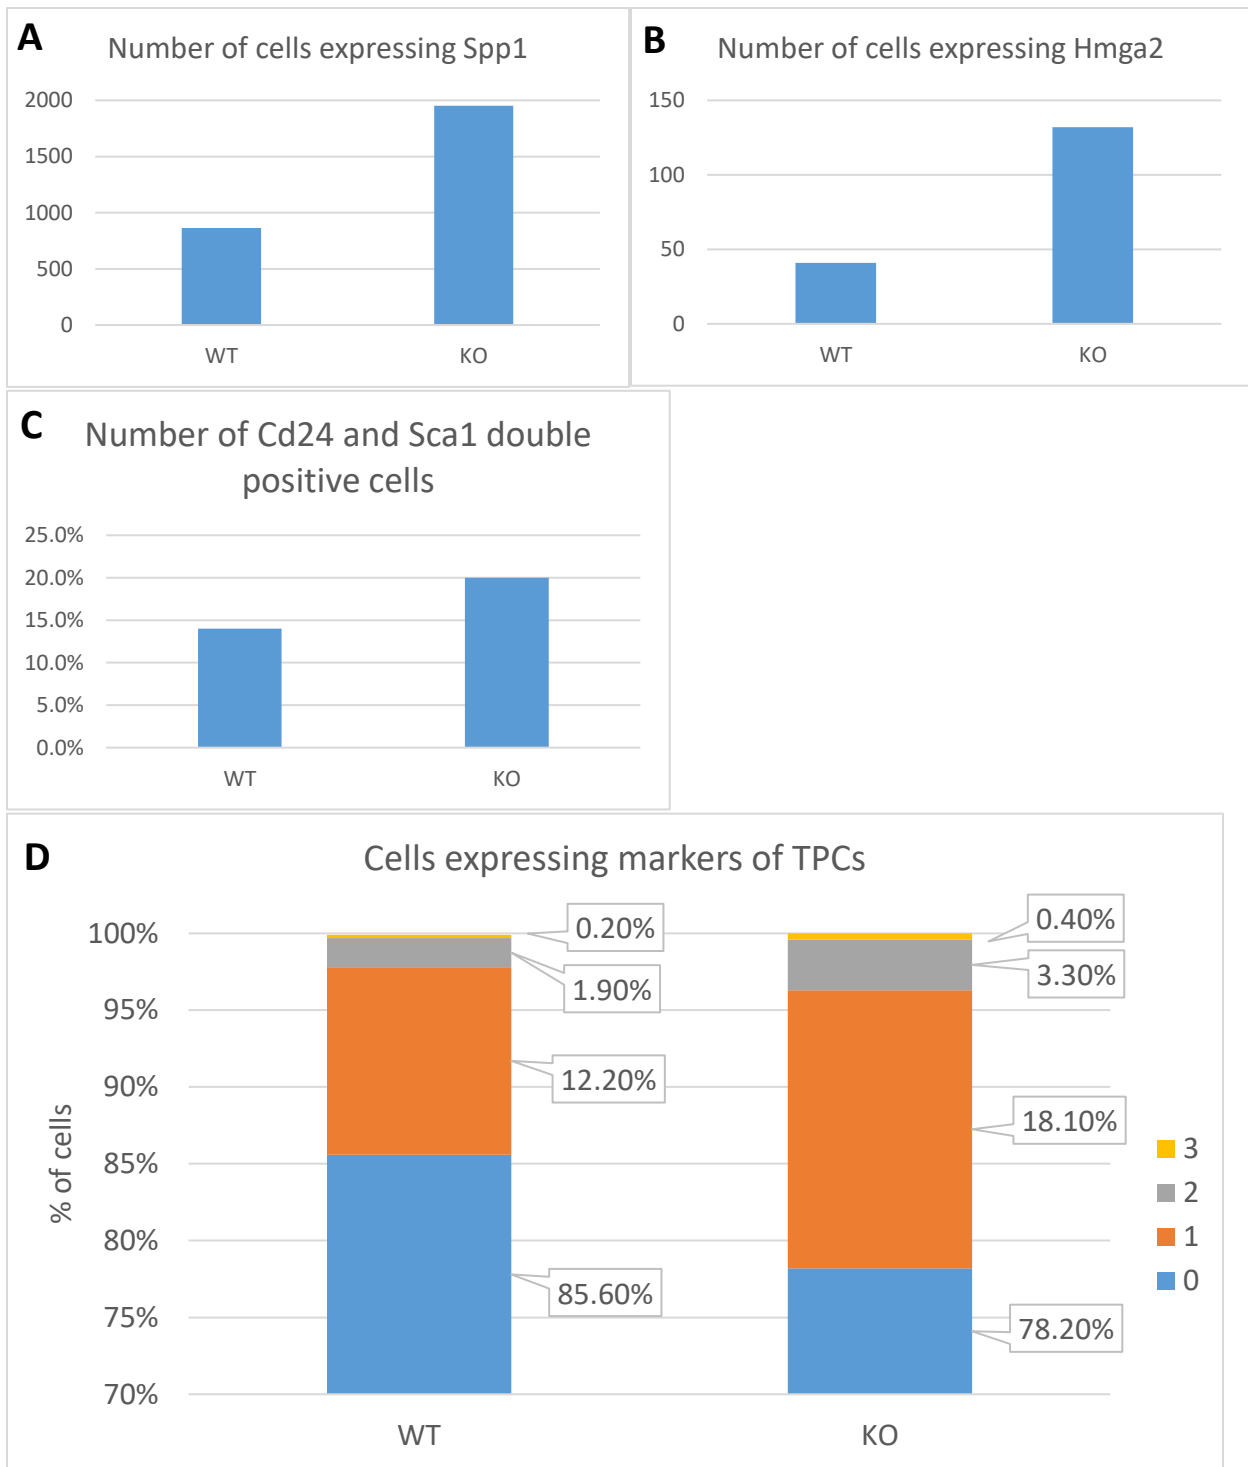 A
Number of cells expressing Spp1
2000
1500
1000
500
0
WT
KO
B
Number of cells expressing Hmga2
150
100
50
0
WT
KO
C
Number of Cd24 and Sca1 double
positive cells
25.0%
20.0%
15.0%
10.0%
5.0%
0.0%
WT
KO
D
Cells expressing markers of TPCs
% of cells
100%
95%
90%
85%
80%
75%
70%
0.20%
1.90%
12.20%
85.60%
0.40%
3.30%
18.10%
78.20%
WT
KO
3
2
1
0